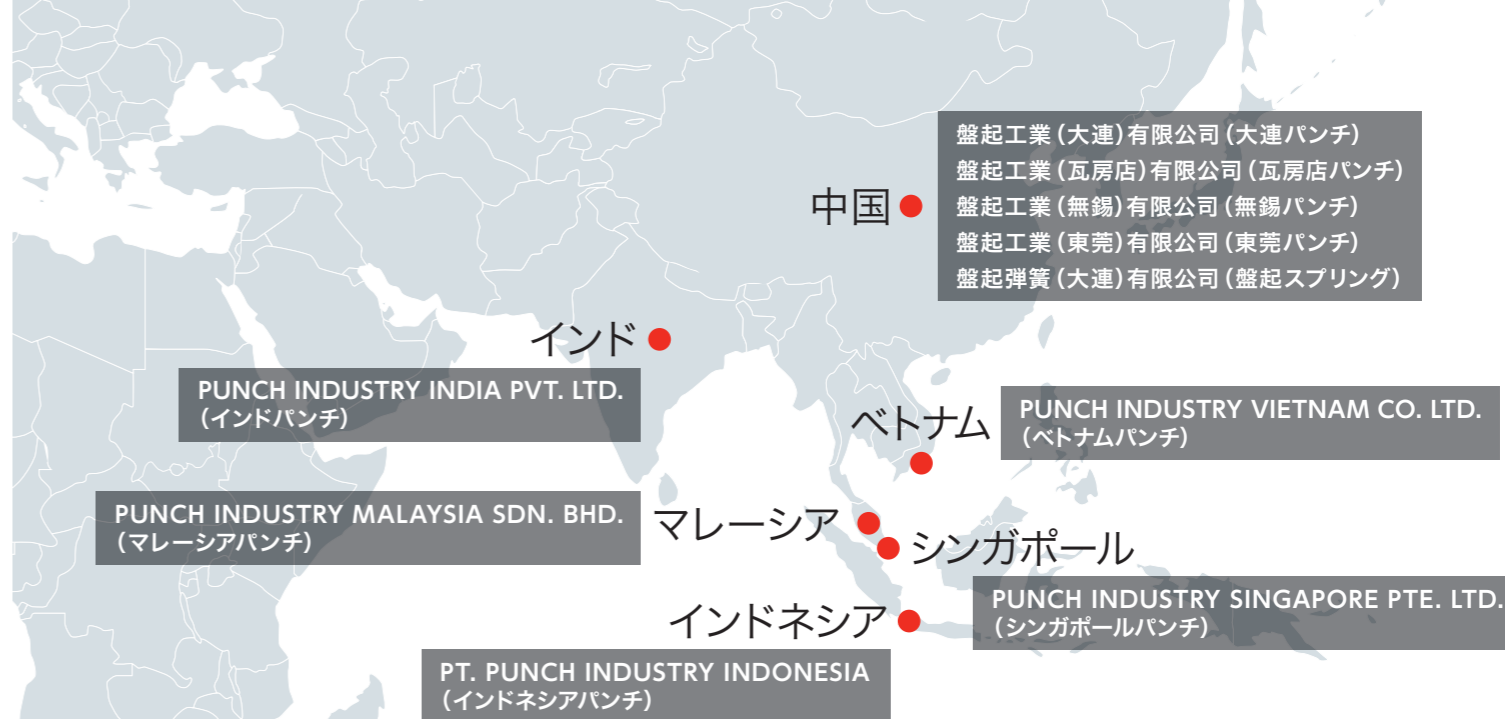 中国
盤起工業(大連)有限公司(大連パンチ)
盤起工業(瓦房店)有限公司(瓦房店パンチ)
盤起工業(無錫)有限公司(無錫パンチ)
盤起工業(東莞)有限公司(東莞パンチ)
盤起弾簧(大連)有限公司(盤起スプリング)
インド
PUNCH INDUSTRY INDIA PVT. LTD.
(インドパンチ)
ベトナム
PUNCH INDUSTRY VIETNAM CO. LTD.
(ベトナムパンチ)
マレーシア
PUNCH INDUSTRY MALAYSIA SDN. BHD.
(マレーシアパンチ)
シンガポール
PUNCH INDUSTRY SINGAPORE PTE. LTD.
(シンガポールパンチ)
インドネシア
PT. PUNCH INDUSTRY INDONESIA
(インドネシアパンチ)